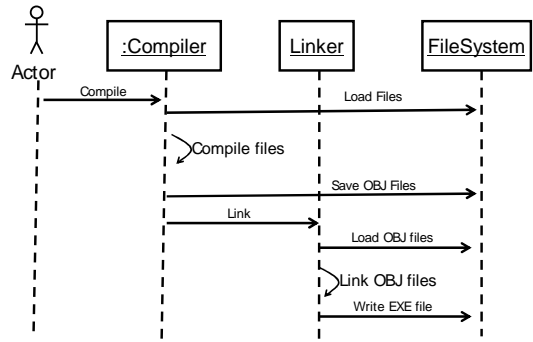 :Compiler
Linker
FileSystem
Actor
Compile
Load Files
Compile files
Save OBJ Files
Link
Load OBJ files
Link OBJ files
Write EXE file